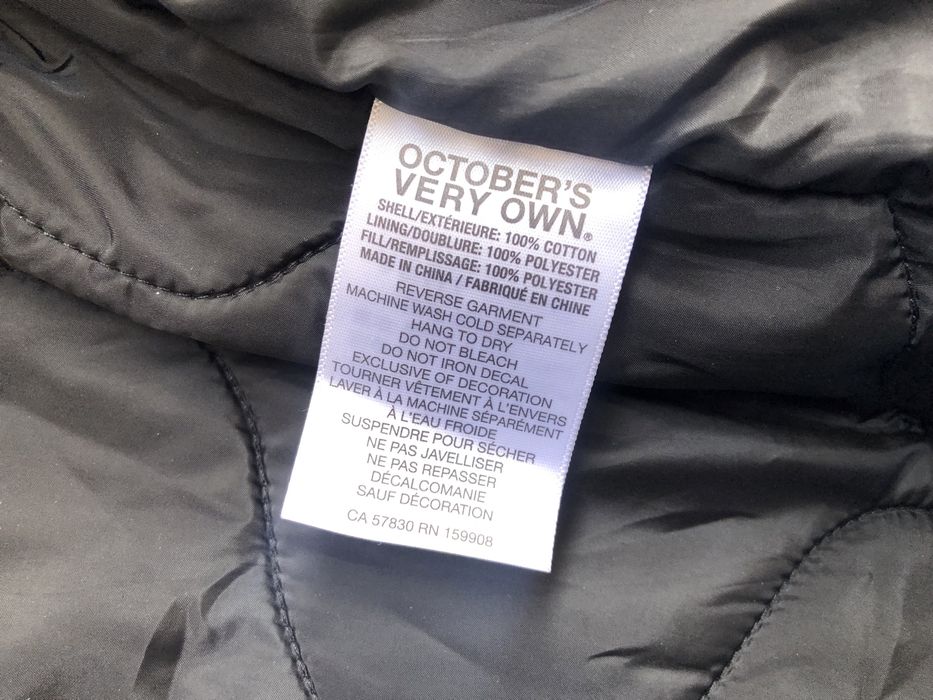 OCTOBER'S
VERY OWN®
SHELL/EXTÉRIEURE: 100% COTTON
LINING/DOUBLURE: 100% POLYESTER
FILL/REMPLISSAGE: 100% POLYESTER
MADE IN CHINA / FABRIQUÉ EN CHINE
REVERSE GARMENT
MACHINE WASH COLD SEPARATELY
HANG TO DRY
DO NOT BLEACH
DO NOT IRON DECAL
EXCLUSIVE OF DECORATION
TOURNER VÊTEMENT À L'ENVERS
LAVER À LA MACHINE SÉPARÉMENT
À L'EAU FROIDE
SUSPENDRE POUR SÉCHER
NE PAS JAVELLISER
NE PAS REPASSER
DÉCALCOMANIE
SAUF DÉCORATION
CA 57830 RN 159908